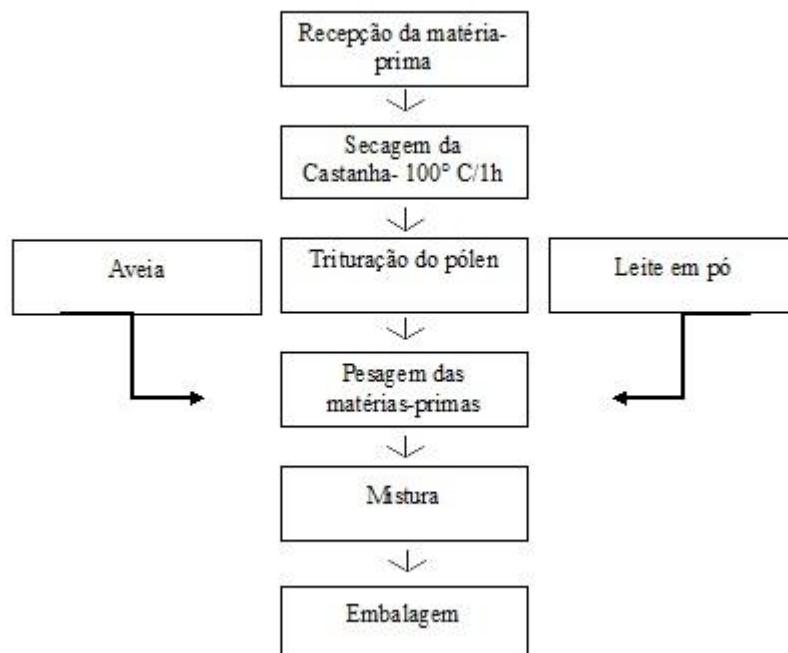 Recepção da matéria-
prima
Secagem da
Castanha- 100° C/1h
Aveia
Trituração do pólen
Leite em pó
Pesagem das
matérias-primas
Mistura
Embalagem